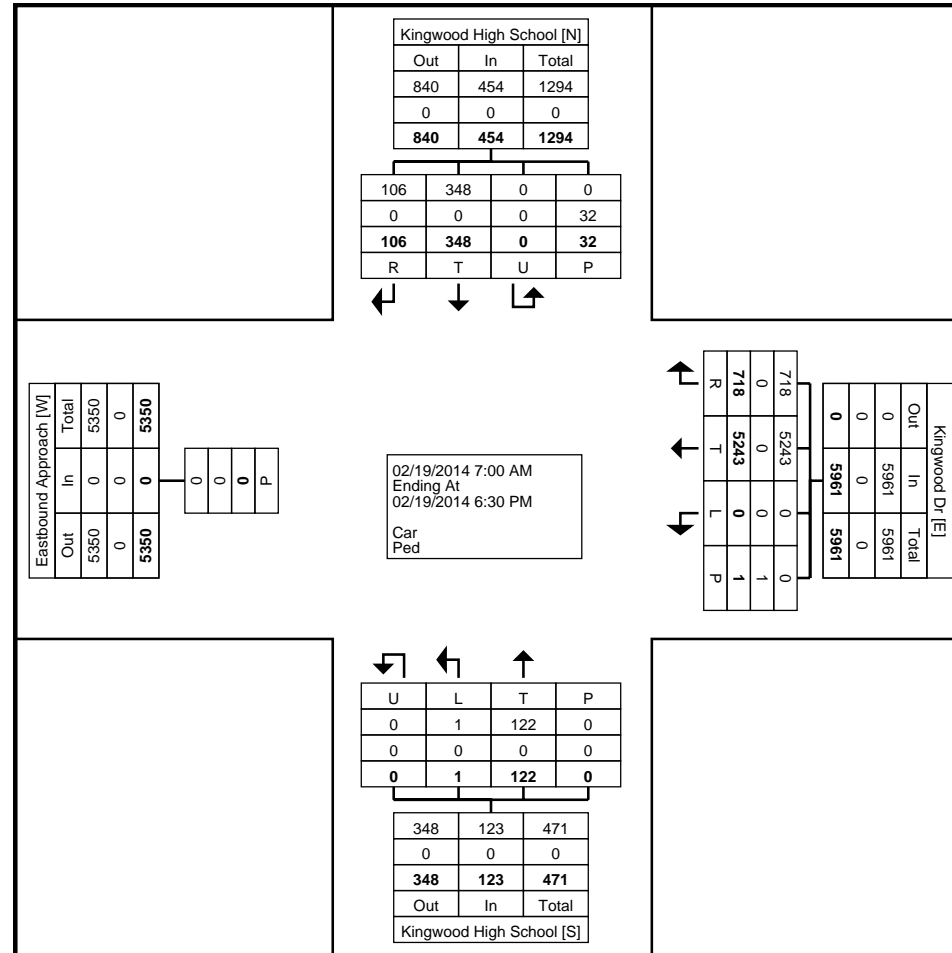 Kingwood High School [N]
Out In Total
840 454 1294
0 0 0
840 454 1294
106 348 0 0
0 0 0 32
106 348 0 32
R T U P
Eastbound Approach [W]
Total In Out
5350 0 5350
0 0 0
5350 0 5350
0
0
0
P
02/19/2014 7:00 AM
Ending At
02/19/2014 6:30 PM
Car
Ped
Kingwood Dr [E]
Out In Total
0 5961 5961
0 0 0
0 5961 5961
718 5243 0 0
0 0 0 1
718 5243 0 1
R T L P
U L T P
0 1 122 0
0 0 0 0
0 1 122 0
348 123 471
0 0 0
348 123 471
Out In Total
Kingwood High School [S]